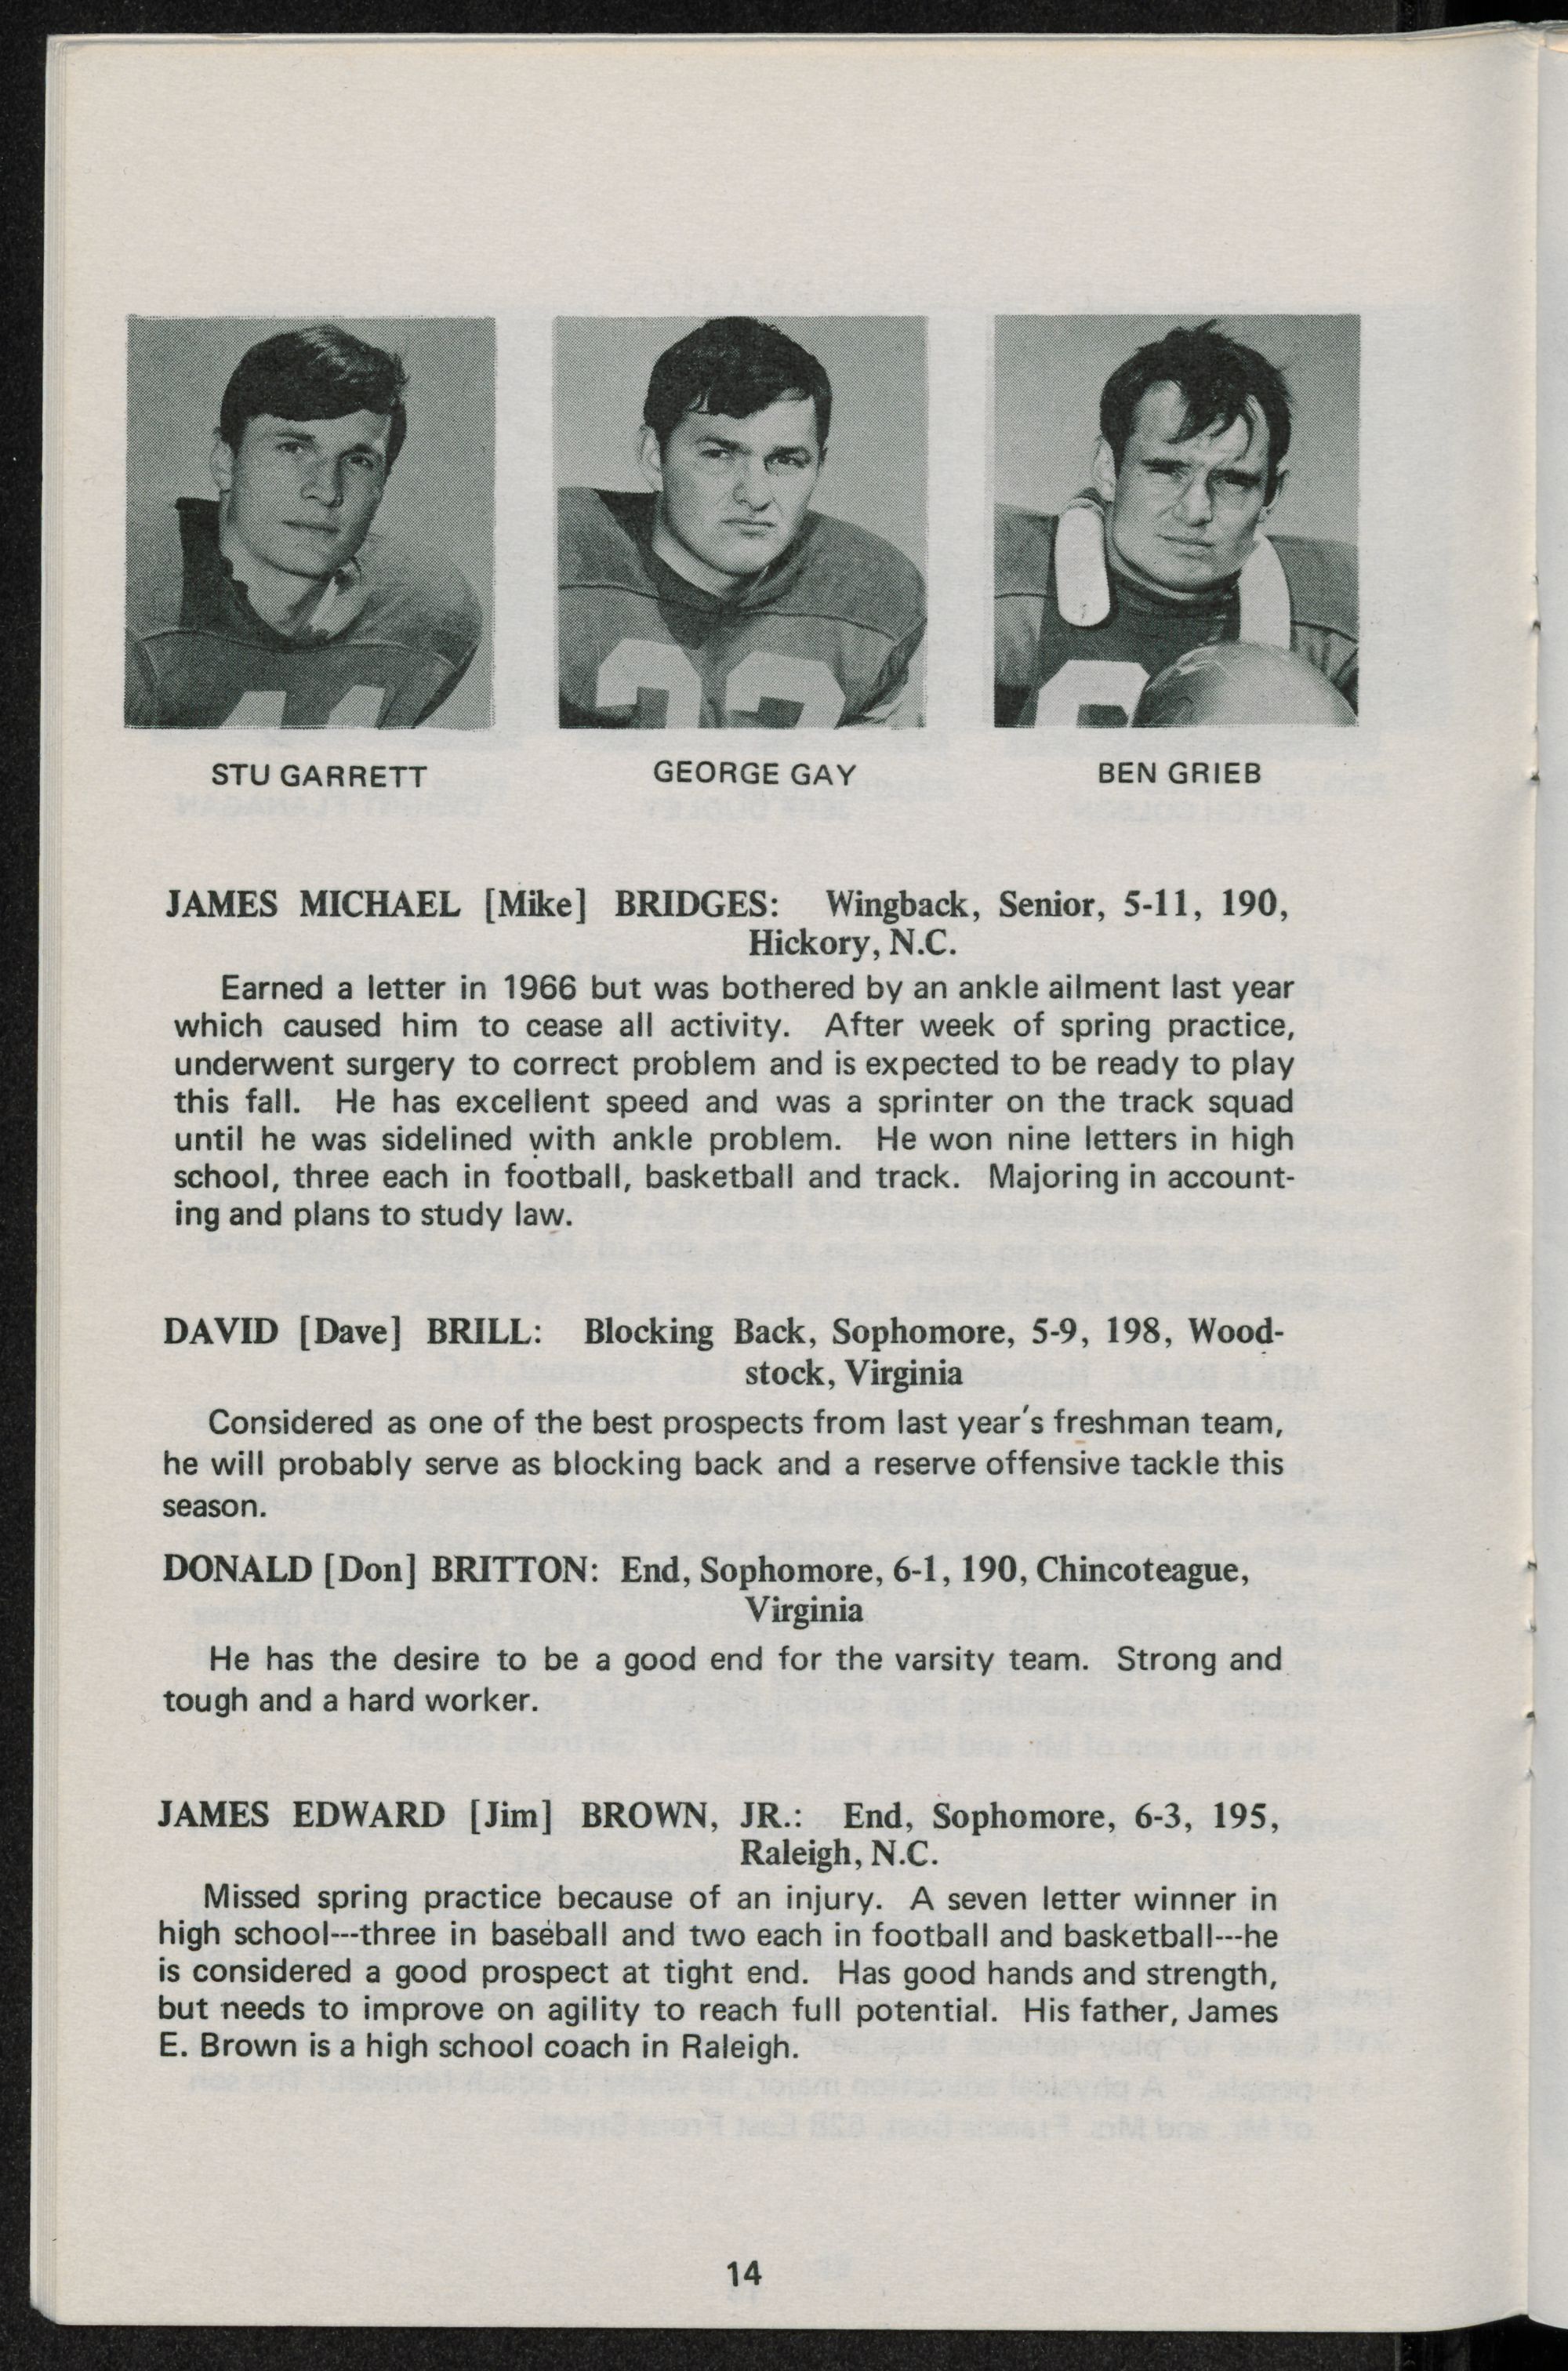 STU GARRETT
GEORGE GAY
BEN GRIEB
JAMES MICHAEL [Mike] BRIDGES: Wingback, Senior, 5-11, 190,
Hickory, N.C.
Earned a letter in 1966 but was bothered by an ankle ailment last year
which caused him to cease all activity. After week of spring practice,
underwent surgery to correct problem and is expected to be ready to play
this fall. He has excellent speed and was a sprinter on the track squad
until he was sidelined with ankle problem. He won nine letters in high
school, three each in football, basketball and track. Majoring in account-
ing and plans to study law.
DAVID [Dave] BRILL: Blocking Back, Sophomore, 5-9, 198, Wood-
stock, Virginia
Considered as one of the best prospects from last year's freshman team,
he will probably serve as blocking back and a reserve offensive tackle this
season.
DONALD [Don] BRITTON: End, Sophomore, 6-1, 190, Chincoteague,
Virginia
He has the desire to be a good end for the varsity team. Strong and
tough and a hard worker.
JAMES EDWARD [Jim] BROWN, JR.: End, Sophomore, 6-3, 195,
Raleigh, N.C.
Missed spring practice because of an injury. A seven letter winner in
high school---three in baseball and two each in football and basketball---he
is considered a good prospect at tight end. Has good hands and strength,
but needs to improve on agility to reach full potential. His father, James
E. Brown is a high school coach in Raleigh.
14